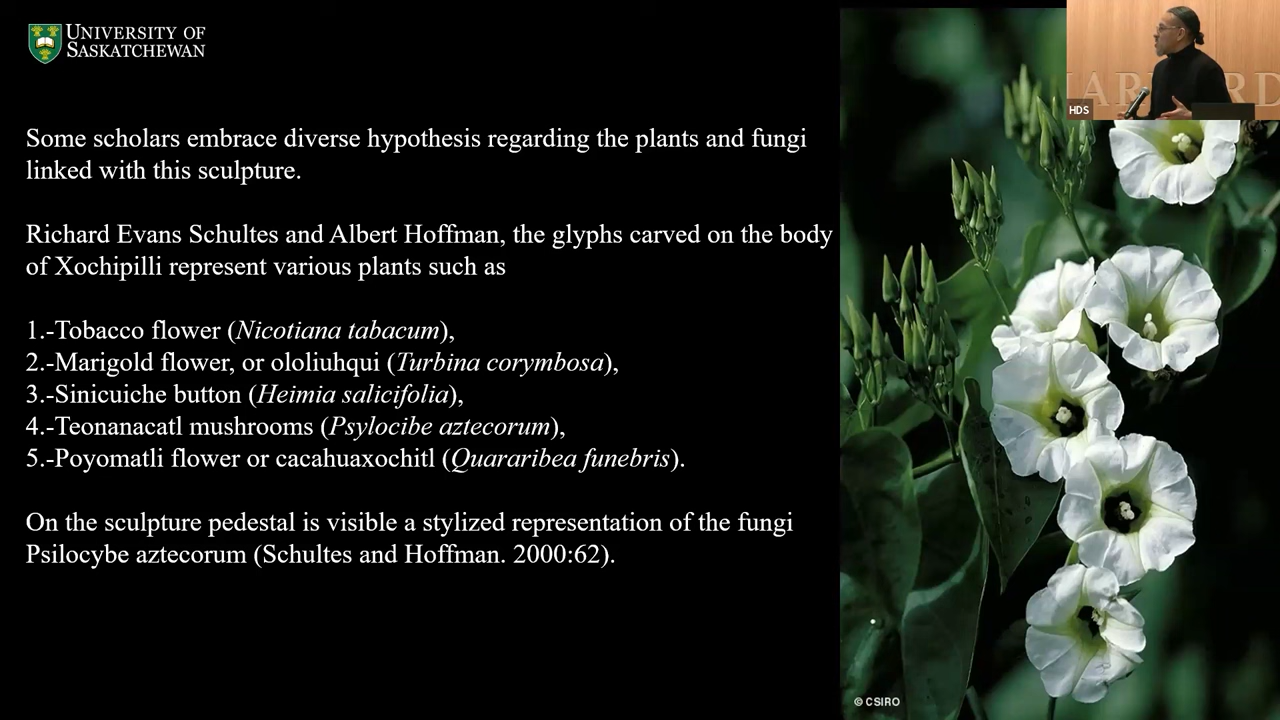 UNIVERSITY OF
SASKATCHEWAN
Some scholars embrace diverse hypothesis regarding the plants and fungi
linked with this sculpture.
Richard Evans Schultes and Albert Hoffman, the glyphs carved on the body
of Xochipilli represent various plants such as
1.-Tobacco flower (Nicotiana tabacum),
2.-Marigold flower, or ololiuhqui (Turbina corymbosa),
3.-Sinicuiche button (Heimia salicifolia),
4.-Teonanacatl mushrooms (Psylocibe aztecorum),
5.-Poyomatli flower or cacahuaxochitl (Quararibea funebris).
On the sculpture pedestal is visible a stylized representation of the fungi
Psilocybe aztecorum (Schultes and Hoffman. 2000:62).
HARVARD
HDS
© CSIRO